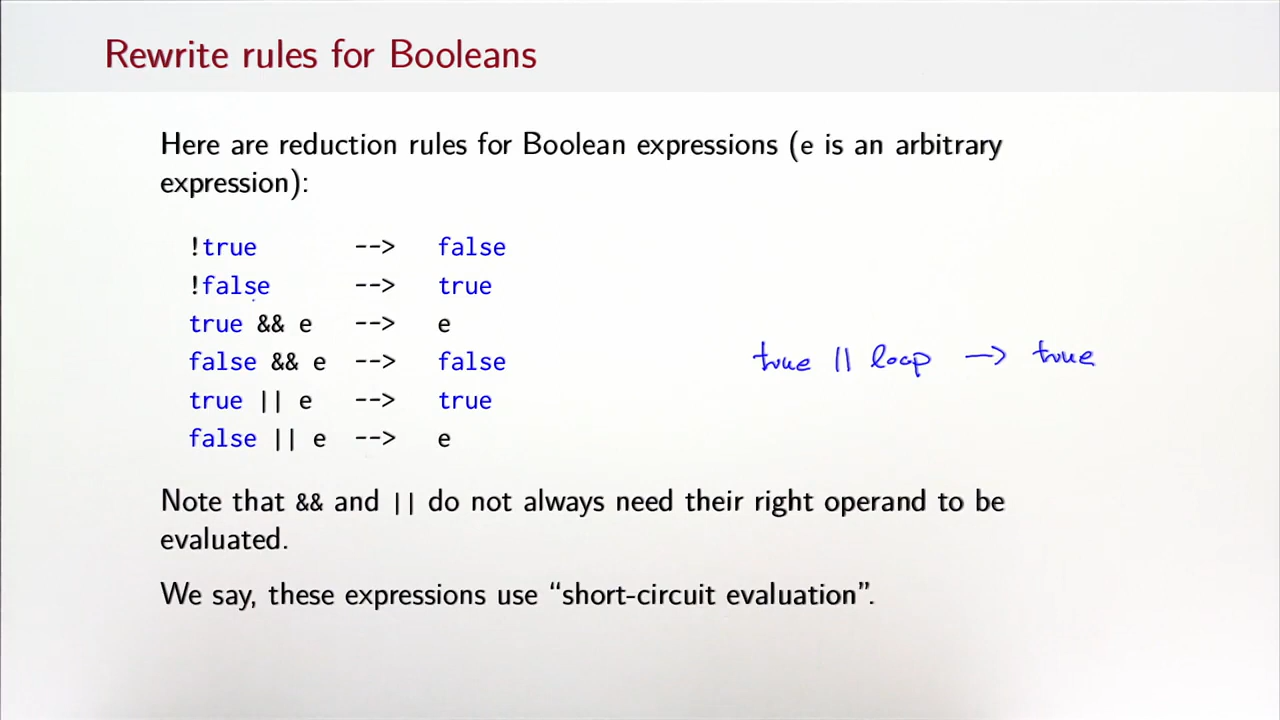 Rewrite rules for Booleans
Here are reduction rules for Boolean expressions (e is an arbitrary
expression):
!true --> false
!false --> true
true && e --> e
false && e --> false
true || loop → true
true || e --> true
false || e --> e
Note that && and || do not always need their right operand to be
evaluated.
We say, these expressions use “short-circuit evaluation”.